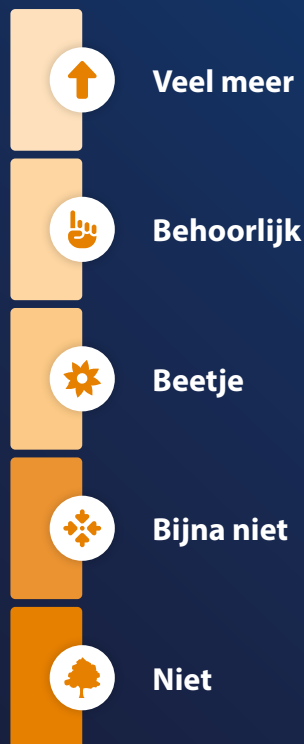 Veel meer
Behoorlijk
Beetje
Bijna niet
Niet